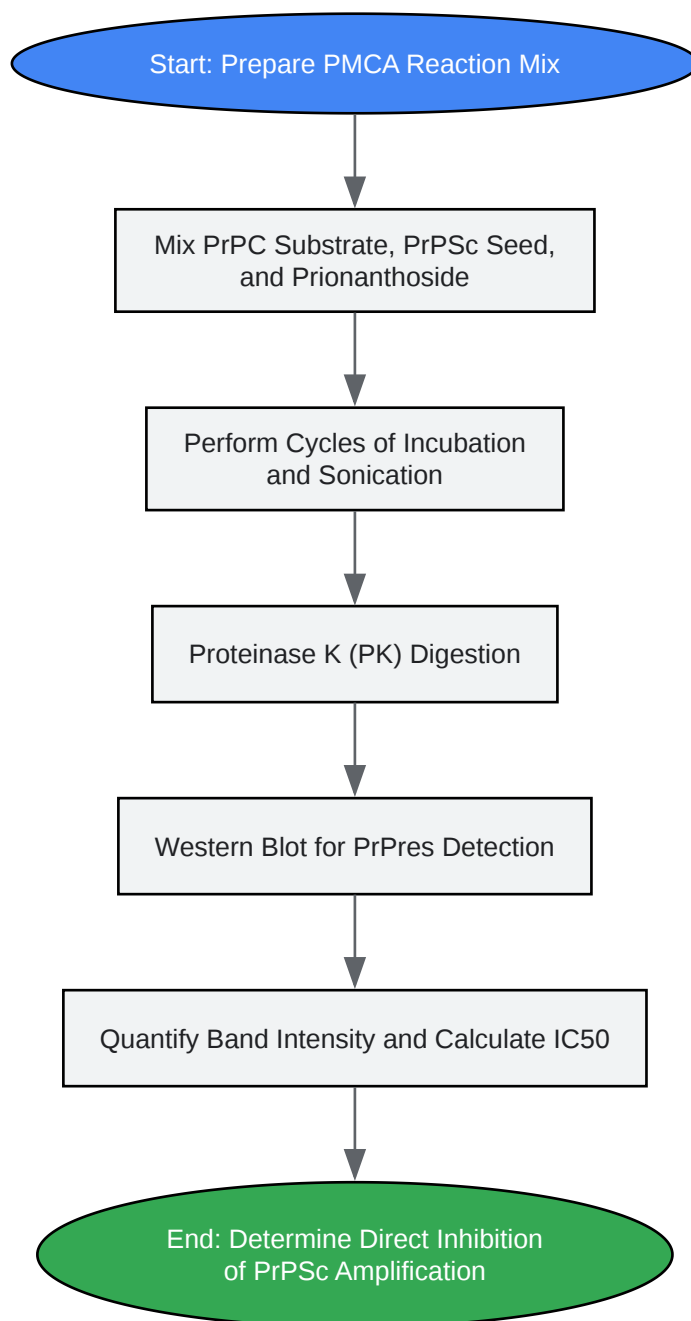 Start: Prepare PMCA Reaction Mix
Mix PrPC Substrate, PrPSc Seed,
and Prionanthoside
Perform Cycles of Incubation
and Sonication
Proteinase K (PK) Digestion
Western Blot for PrPres Detection
Quantify Band Intensity and Calculate IC50
End: Determine Direct Inhibition
of PrPSc Amplification